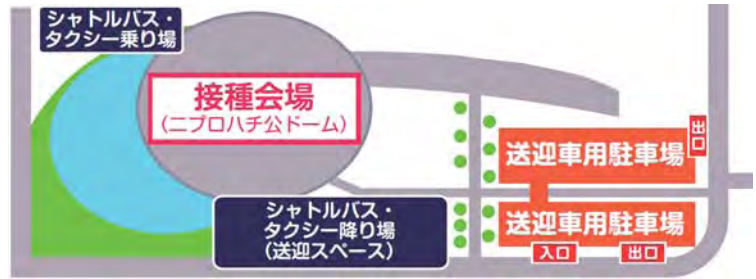 シャトルバス・
タクシー乗り場
接種会場
(ニプロハチ公ドーム)
出口
送迎車用駐車場
シャトルバス・
タクシー降り場
(送迎スペース)
送迎車用駐車場
入口
出口